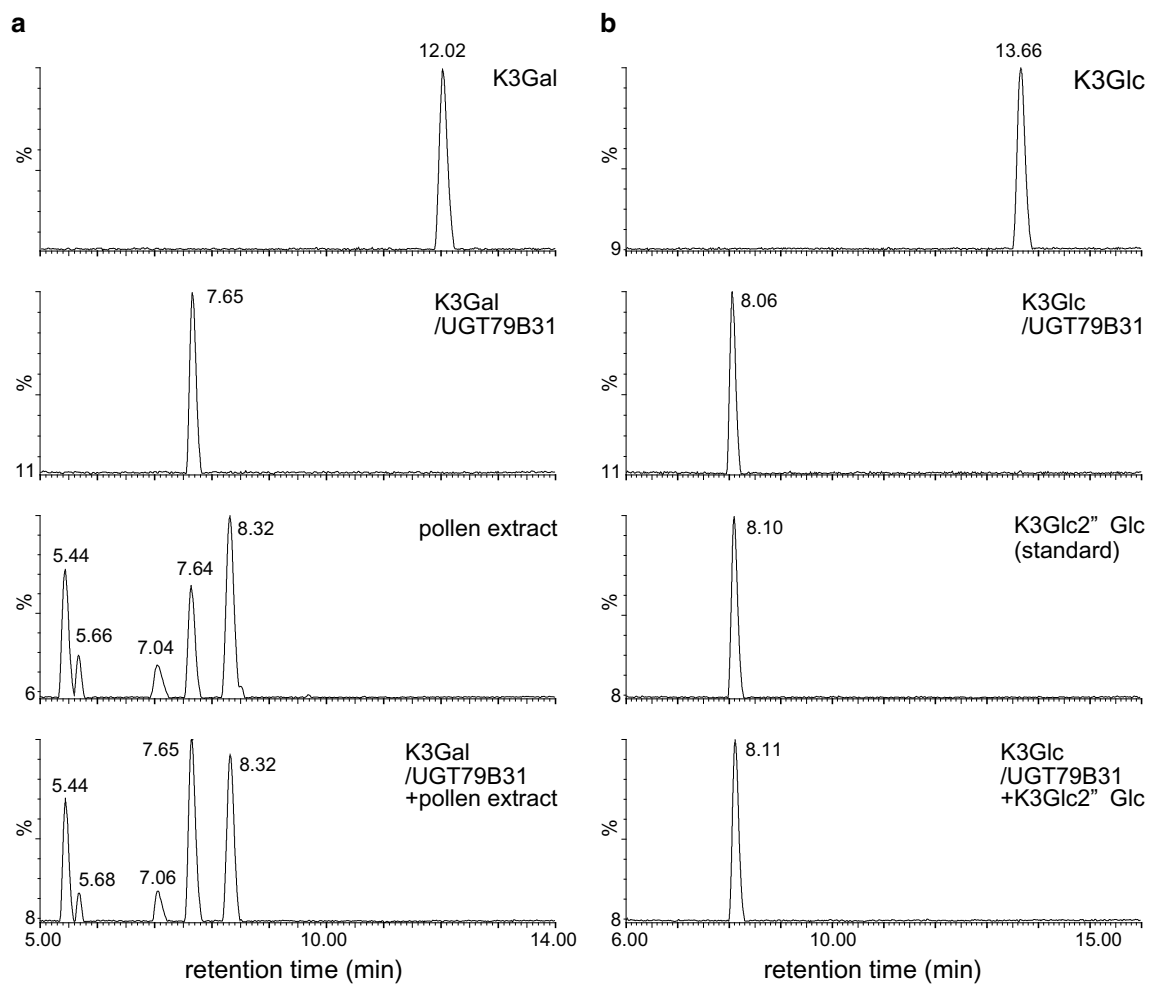 a
12.02
K3Gal
%
7.65
K3Gal
/UGT79B31
%
11
pollen extract
8.32
5.44
7.64
5.66
7.04
%
6
7.65
K3Gal
/UGT79B31
+pollen extract
8.32
5.44
5.68
7.06
%
8
5.00
10.00
14.00
retention time (min)
b
13.66
K3Glc
%
9
8.06
K3Glc
/UGT79B31
%
11
K3Glc2” Glc
(standard)
8.10
%
8
8.11
K3Glc
/UGT79B31
+K3Glc2” Glc
%
8
6.00
10.00
15.00
retention time (min)